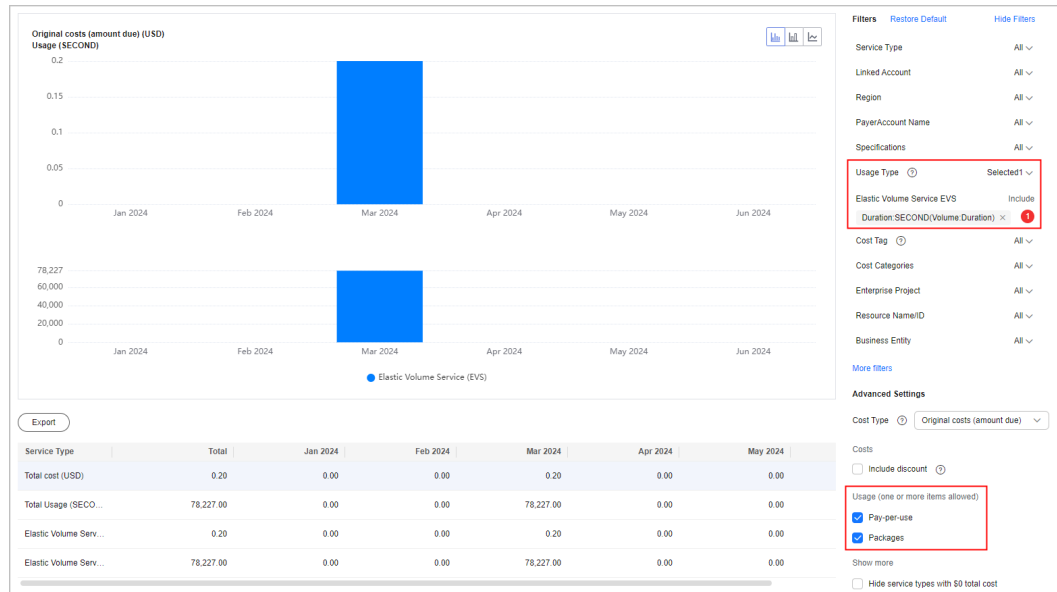 Original costs (amount due) (USD)
Usage (SECOND)
0.2
0.15
0.1
0.05
0
Jan 2024 Feb 2024 Mar 2024 Apr 2024 May 2024 Jun 2024
78,227
60,000
40,000
20,000
0
Jan 2024 Feb 2024 Mar 2024 Apr 2024 May 2024 Jun 2024
Elastic Volume Service (EVS)
Export
Service Type Total Jan 2024 Feb 2024 Mar 2024 Apr 2024 May 2024
Total cost (USD) 0.20 0.00 0.00 0.20 0.00 0.00
Total Usage (SECO... 78,227.00 0.00 0.00 78,227.00 0.00 0.00
Elastic Volume Serv... 0.20 0.00 0.00 0.20 0.00 0.00
Elastic Volume Serv... 78,227.00 0.00 0.00 78,227.00 0.00 0.00
Filters Restore Default Hide Filters
Service Type All
Linked Account All
Region All
PayerAccount Name All
Specifications All
Usage Type ? Selected1
Elastic Volume Service EVS Include
Duration:SECOND(Volume:Duration) × 1
Cost Tag ? All
Cost Categories All
Enterprise Project All
Resource Name/ID All
Business Entity All
More filters
Advanced Settings
Cost Type ? Original costs (amount due)
Costs
Include discount ?
Usage (one or more items allowed)
Pay-per-use
Packages
Show more
Hide service types with $0 total cost